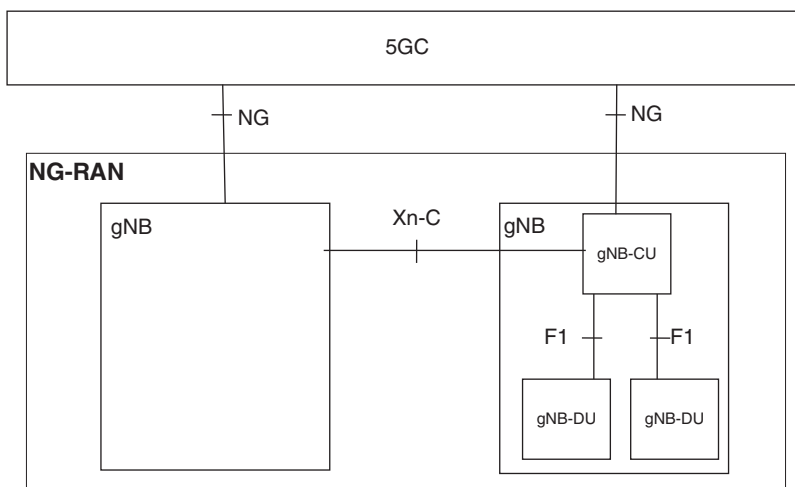 5GC
NG
NG
NG-RAN
gNB
Xn-C
gNB
gNB-CU
F1
F1
gNB-DU
gNB-DU